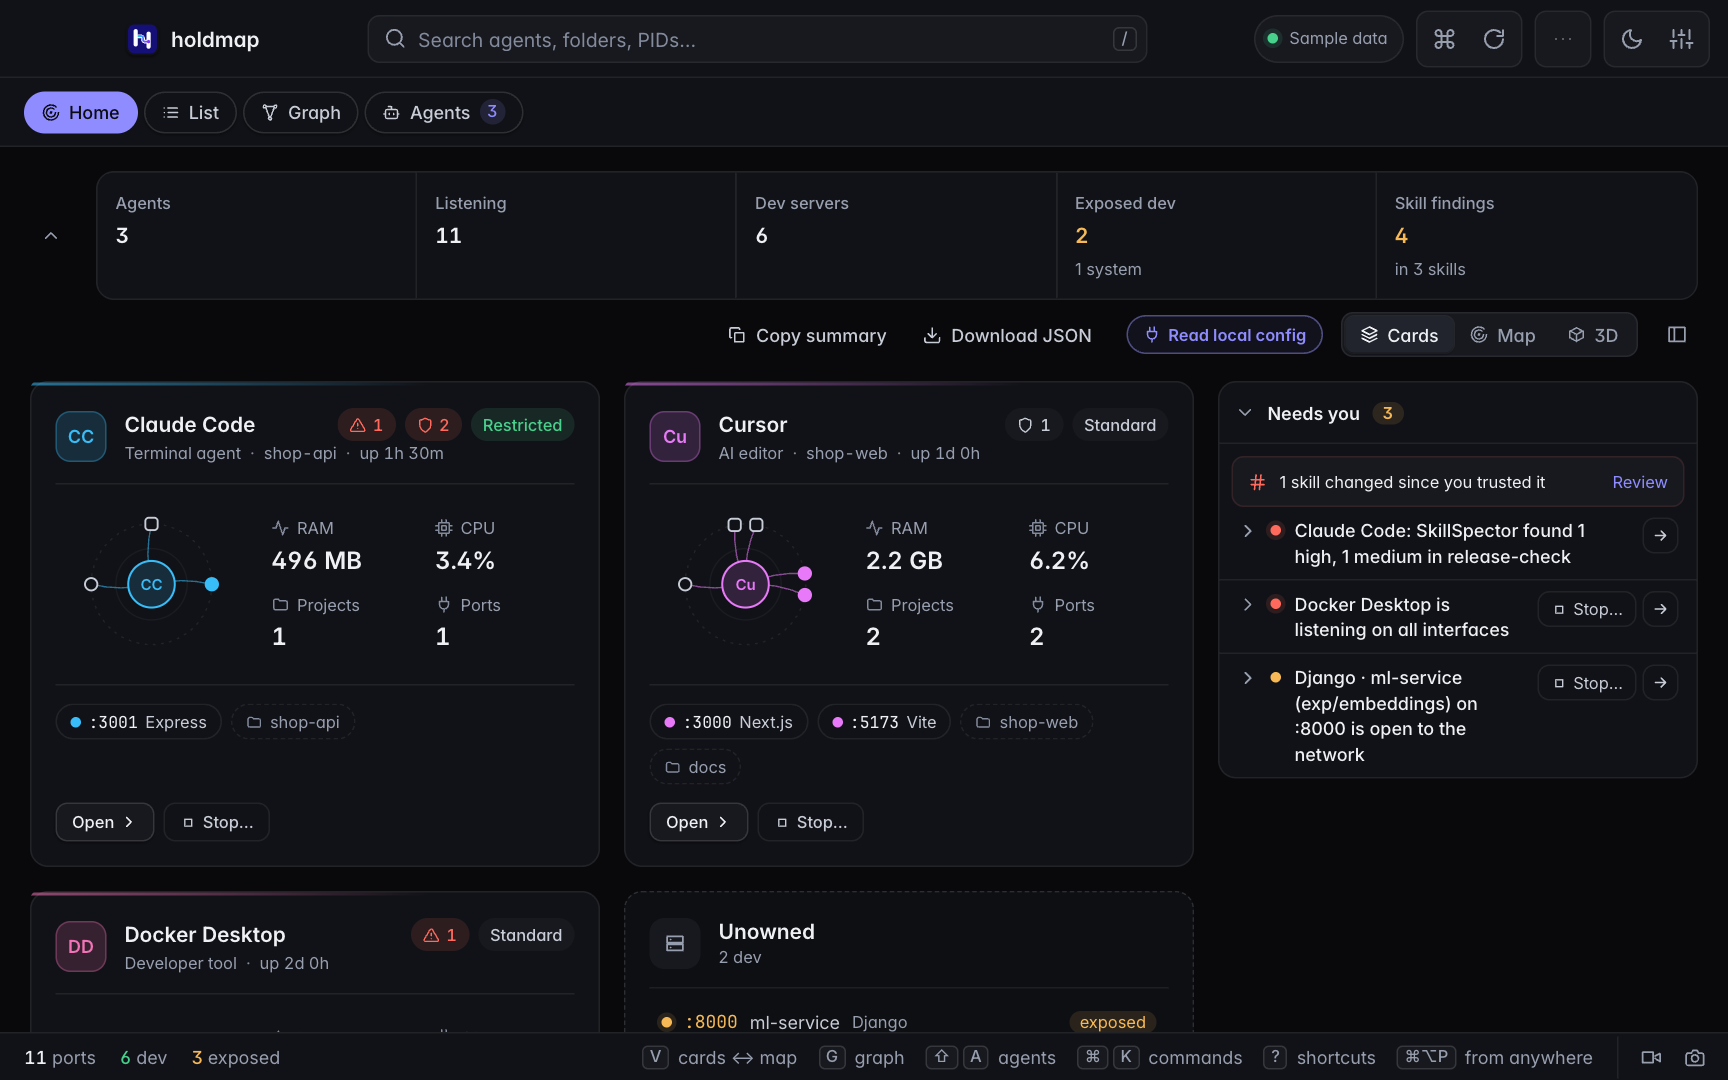 holdmap
Search agents, folders, PIDs...
/
Sample data
Home
List
Graph
Agents 3
Agents
3
Listening
11
Dev servers
6
Exposed dev
2
1 system
Skill findings
4
in 3 skills
Copy summary
Download JSON
Read local config
Cards
Map
3D
CC
Claude Code
1
2
Restricted
Terminal agent · shop-api · up 1h 30m
CC
RAM
496 MB
CPU
3.4%
Projects
1
Ports
1
:3001 Express
shop-api
Open
Stop...
Cu
Cursor
1
Standard
AI editor · shop-web · up 1d 0h
Cu
RAM
2.2 GB
CPU
6.2%
Projects
2
Ports
2
:3000 Next.js
:5173 Vite
shop-web
docs
Open
Stop...
Needs you 3
# 1 skill changed since you trusted it
Review
Claude Code: SkillSpector found 1
high, 1 medium in release-check
Docker Desktop is
listening on all interfaces
Stop...
Django · ml-service
(exp/embeddings) on
:8000 is open to the
network
Stop...
DD
Docker Desktop
1
Standard
Developer tool · up 2d 0h
Unowned
2 dev
:8000 ml-service Django
exposed
11 ports
6 dev
3 exposed
V cards ↔ map
G graph
⇧ A agents
⌘ K commands
? shortcuts
⌘⌥P from anywhere